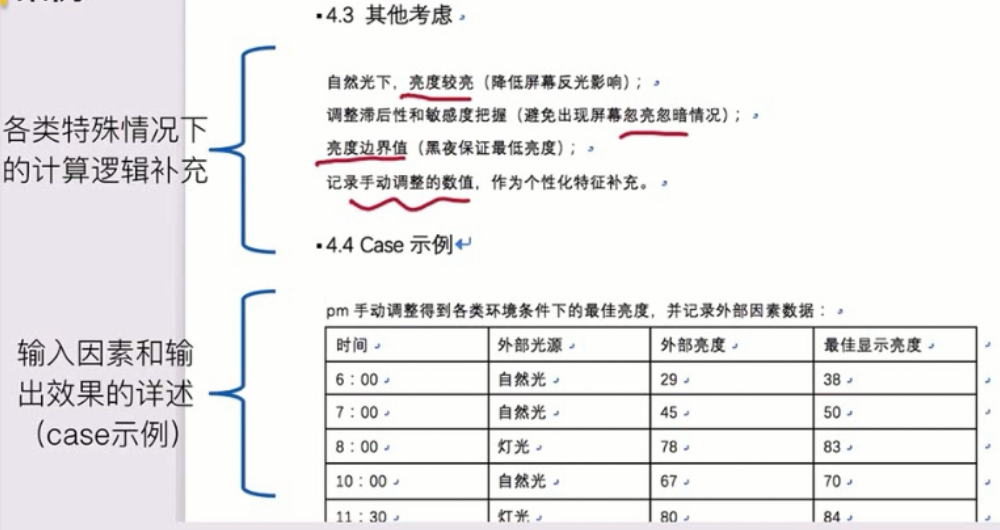 4.3 其他考虑
自然光下，亮度较亮（降低屏幕反光影响）；
调整滞后性和敏感度把握（避免出现屏幕忽亮忽暗情况）；
亮度边界值（黑夜保证最低亮度）；
记录手动调整的数值，作为个性化特征补充。
各类特殊情况下
的计算逻辑补充
4.4 Case 示例
pm 手动调整得到各类环境条件下的最佳亮度，并记录外部因素数据：
时间 外部光源 外部亮度 最佳显示亮度
6：00 自然光 29 38
7：00 自然光 45 50
8：00 灯光 78 83
10：00 自然光 67 70
11：30 灯光 80 84
输入因素和输
出效果的详述
（case示例）